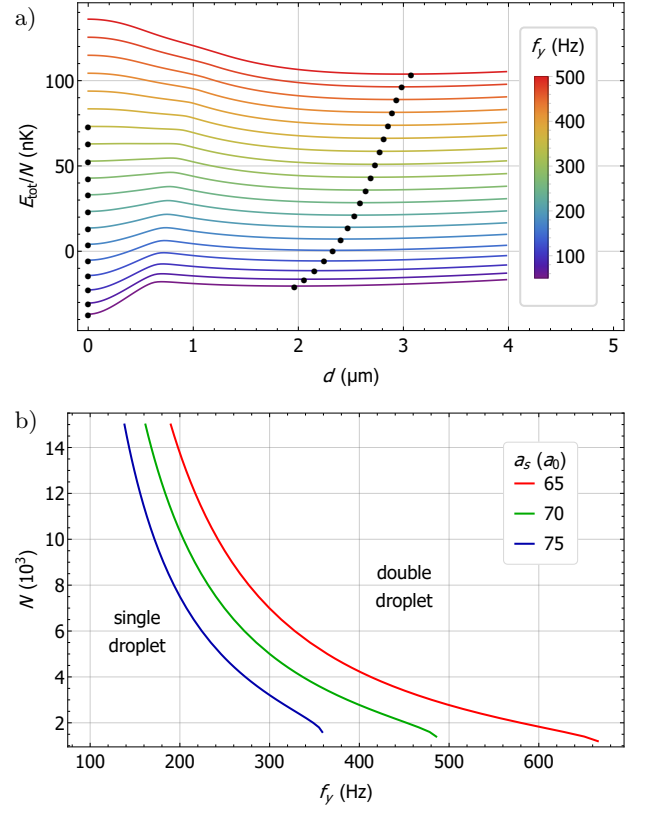 a)
f_y (Hz)
500
400
300
200
100
100
50
0
E_tot/N (nK)
0 1 2 3 4 5
d (μm)
b)
14
12
10
8
6
4
2
N (10³)
a_s (a_0)
65
70
75
double
droplet
single
droplet
100 200 300 400 500 600
f_y (Hz)